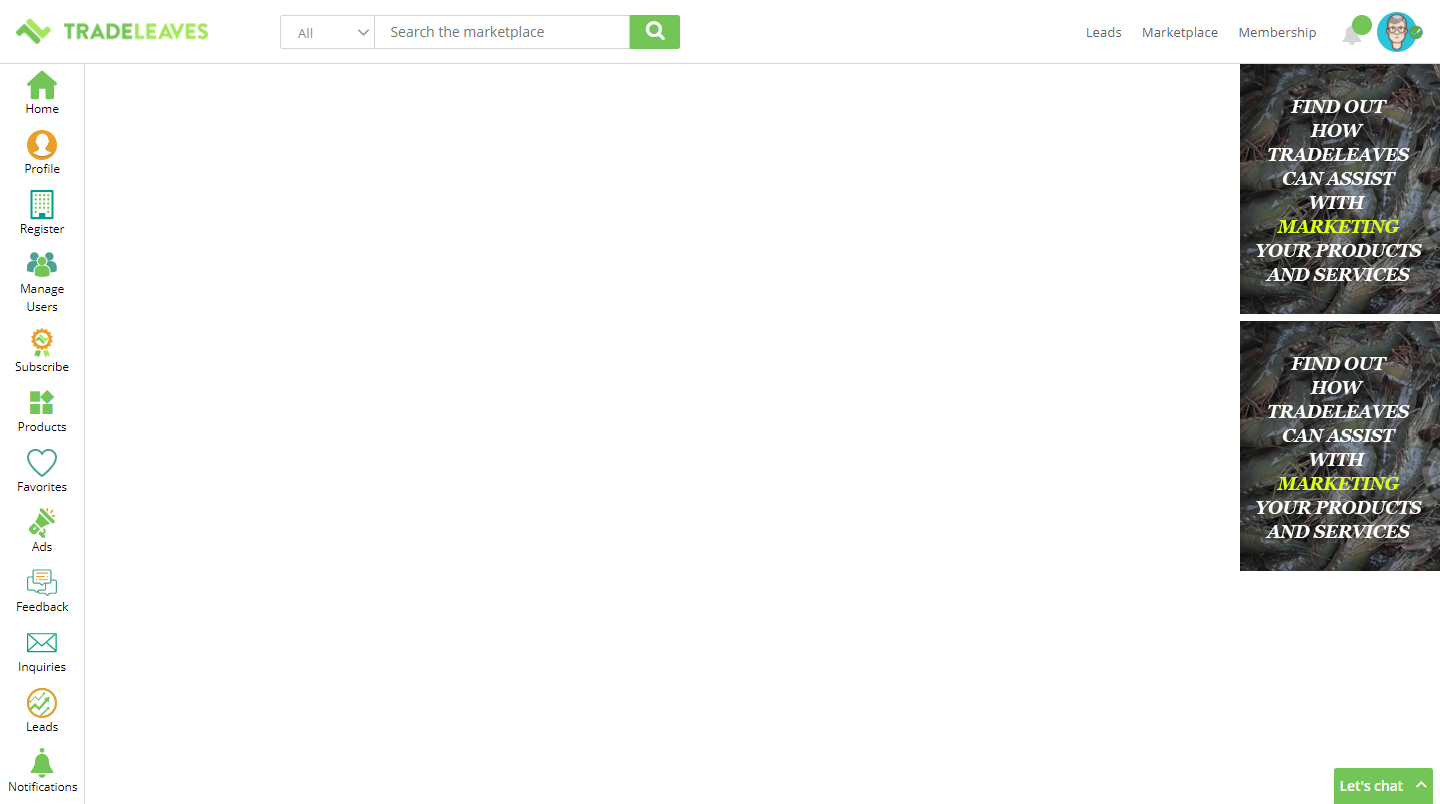 TRADELEAVES
All
Search the marketplace
Leads
Marketplace
Membership
Home
Profile
Register
Manage
Users
Subscribe
Products
Favorites
Ads
Feedback
Inquiries
Leads
Notifications
FIND OUT
HOW
TRADELEAVES
CAN ASSIST
WITH
MARKETING
YOUR PRODUCTS
AND SERVICES
FIND OUT
HOW
TRADELEAVES
CAN ASSIST
WITH
MARKETING
YOUR PRODUCTS
AND SERVICES
Let's chat